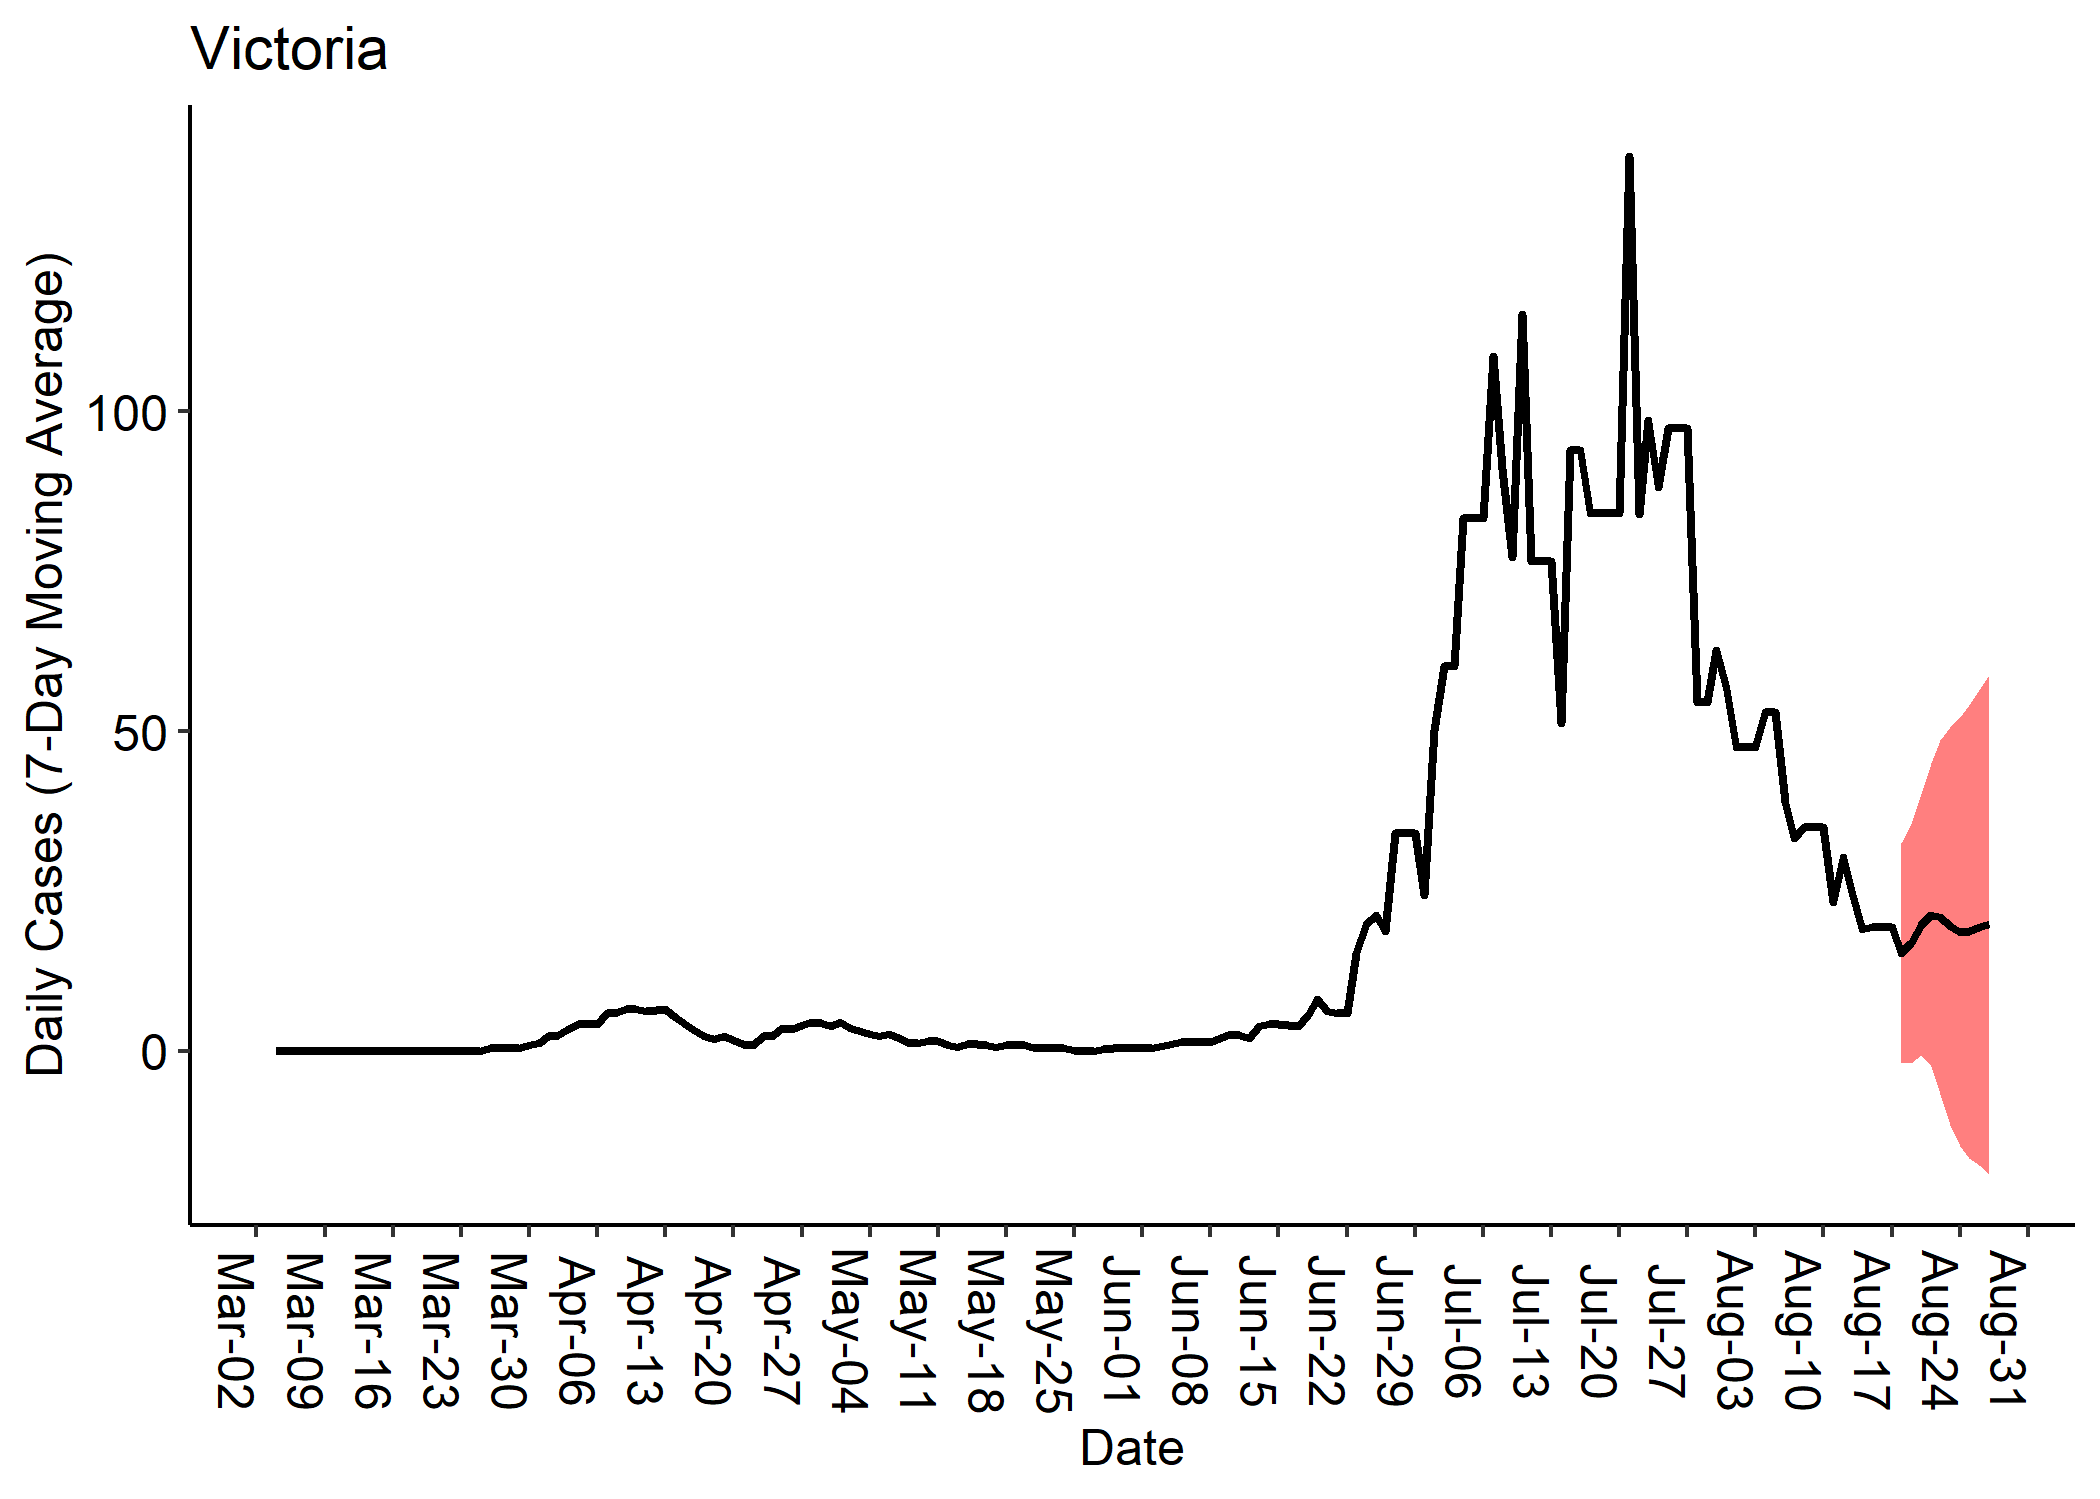 Victoria
Daily Cases (7-Day Moving Average)
100
50
0
Mar-02
Mar-09
Mar-16
Mar-23
Mar-30
Apr-06
Apr-13
Apr-20
Apr-27
May-04
May-11
May-18
May-25
Jun-01
Jun-08
Jun-15
Jun-22
Jun-29
Jul-06
Jul-13
Jul-20
Jul-27
Aug-03
Aug-10
Aug-17
Aug-24
Aug-31
Date